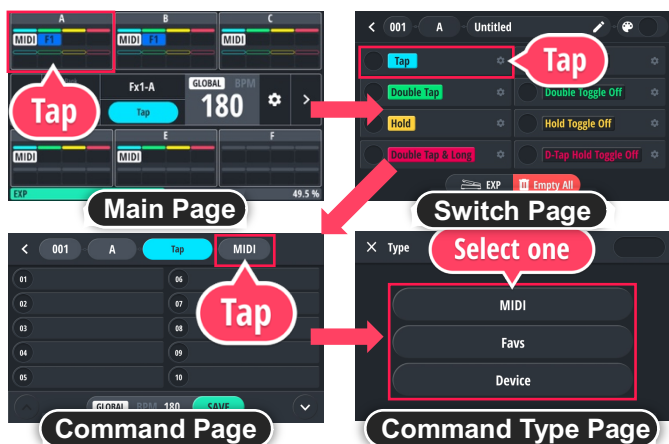 A B C
MIDI F1 MIDI F1 MIDI
Tap
Fx1-A
Tap
GLOBAL BPM
180
>
E F
MIDI MIDI
EXP 49.5 %
Main Page
< 001 A Untitled
Tap
Tap
Double Tap Double Toggle Off
Hold Hold Toggle Off
Double Tap & Long D-Tap Hold Toggle Off
EXP Empty All
Switch Page
< 001 A Tap MIDI
01 06
02 07
03 08
04 09
05 10
Tap
GLOBAL BPM 180 SAVE
Command Page
× Type
Select one
MIDI
Favs
Device
Command Type Page